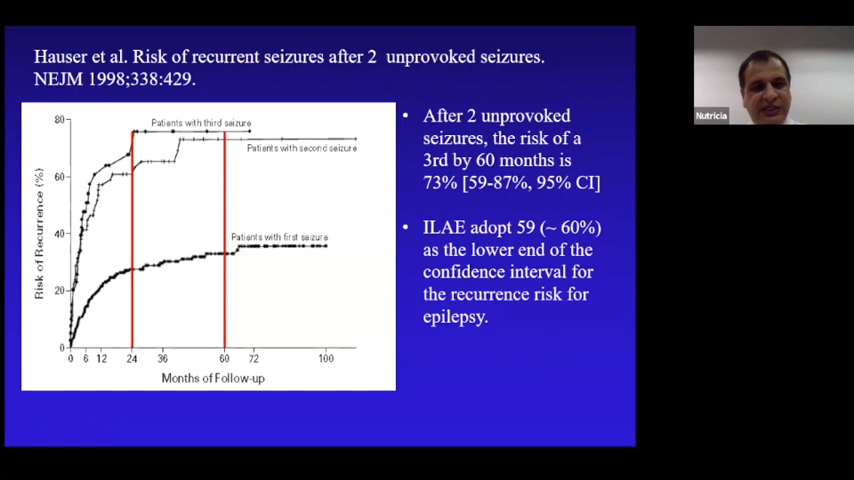 Hauser et al. Risk of recurrent seizures after 2 unprovoked seizures.
NEJM 1998;338:429.
Nutricia
80
60
40
20
0
Risk of Recurrence (%)
Patients with third seizure
Patients with second seizure
Patients with first seizure
0 6 12 24 36 60 72 100
Months of Follow-up
• After 2 unprovoked
seizures, the risk of a
3rd by 60 months is
73% [59-87%, 95% CI]
• ILAE adopt 59 (~ 60%)
as the lower end of the
confidence interval for
the recurrence risk for
epilepsy.